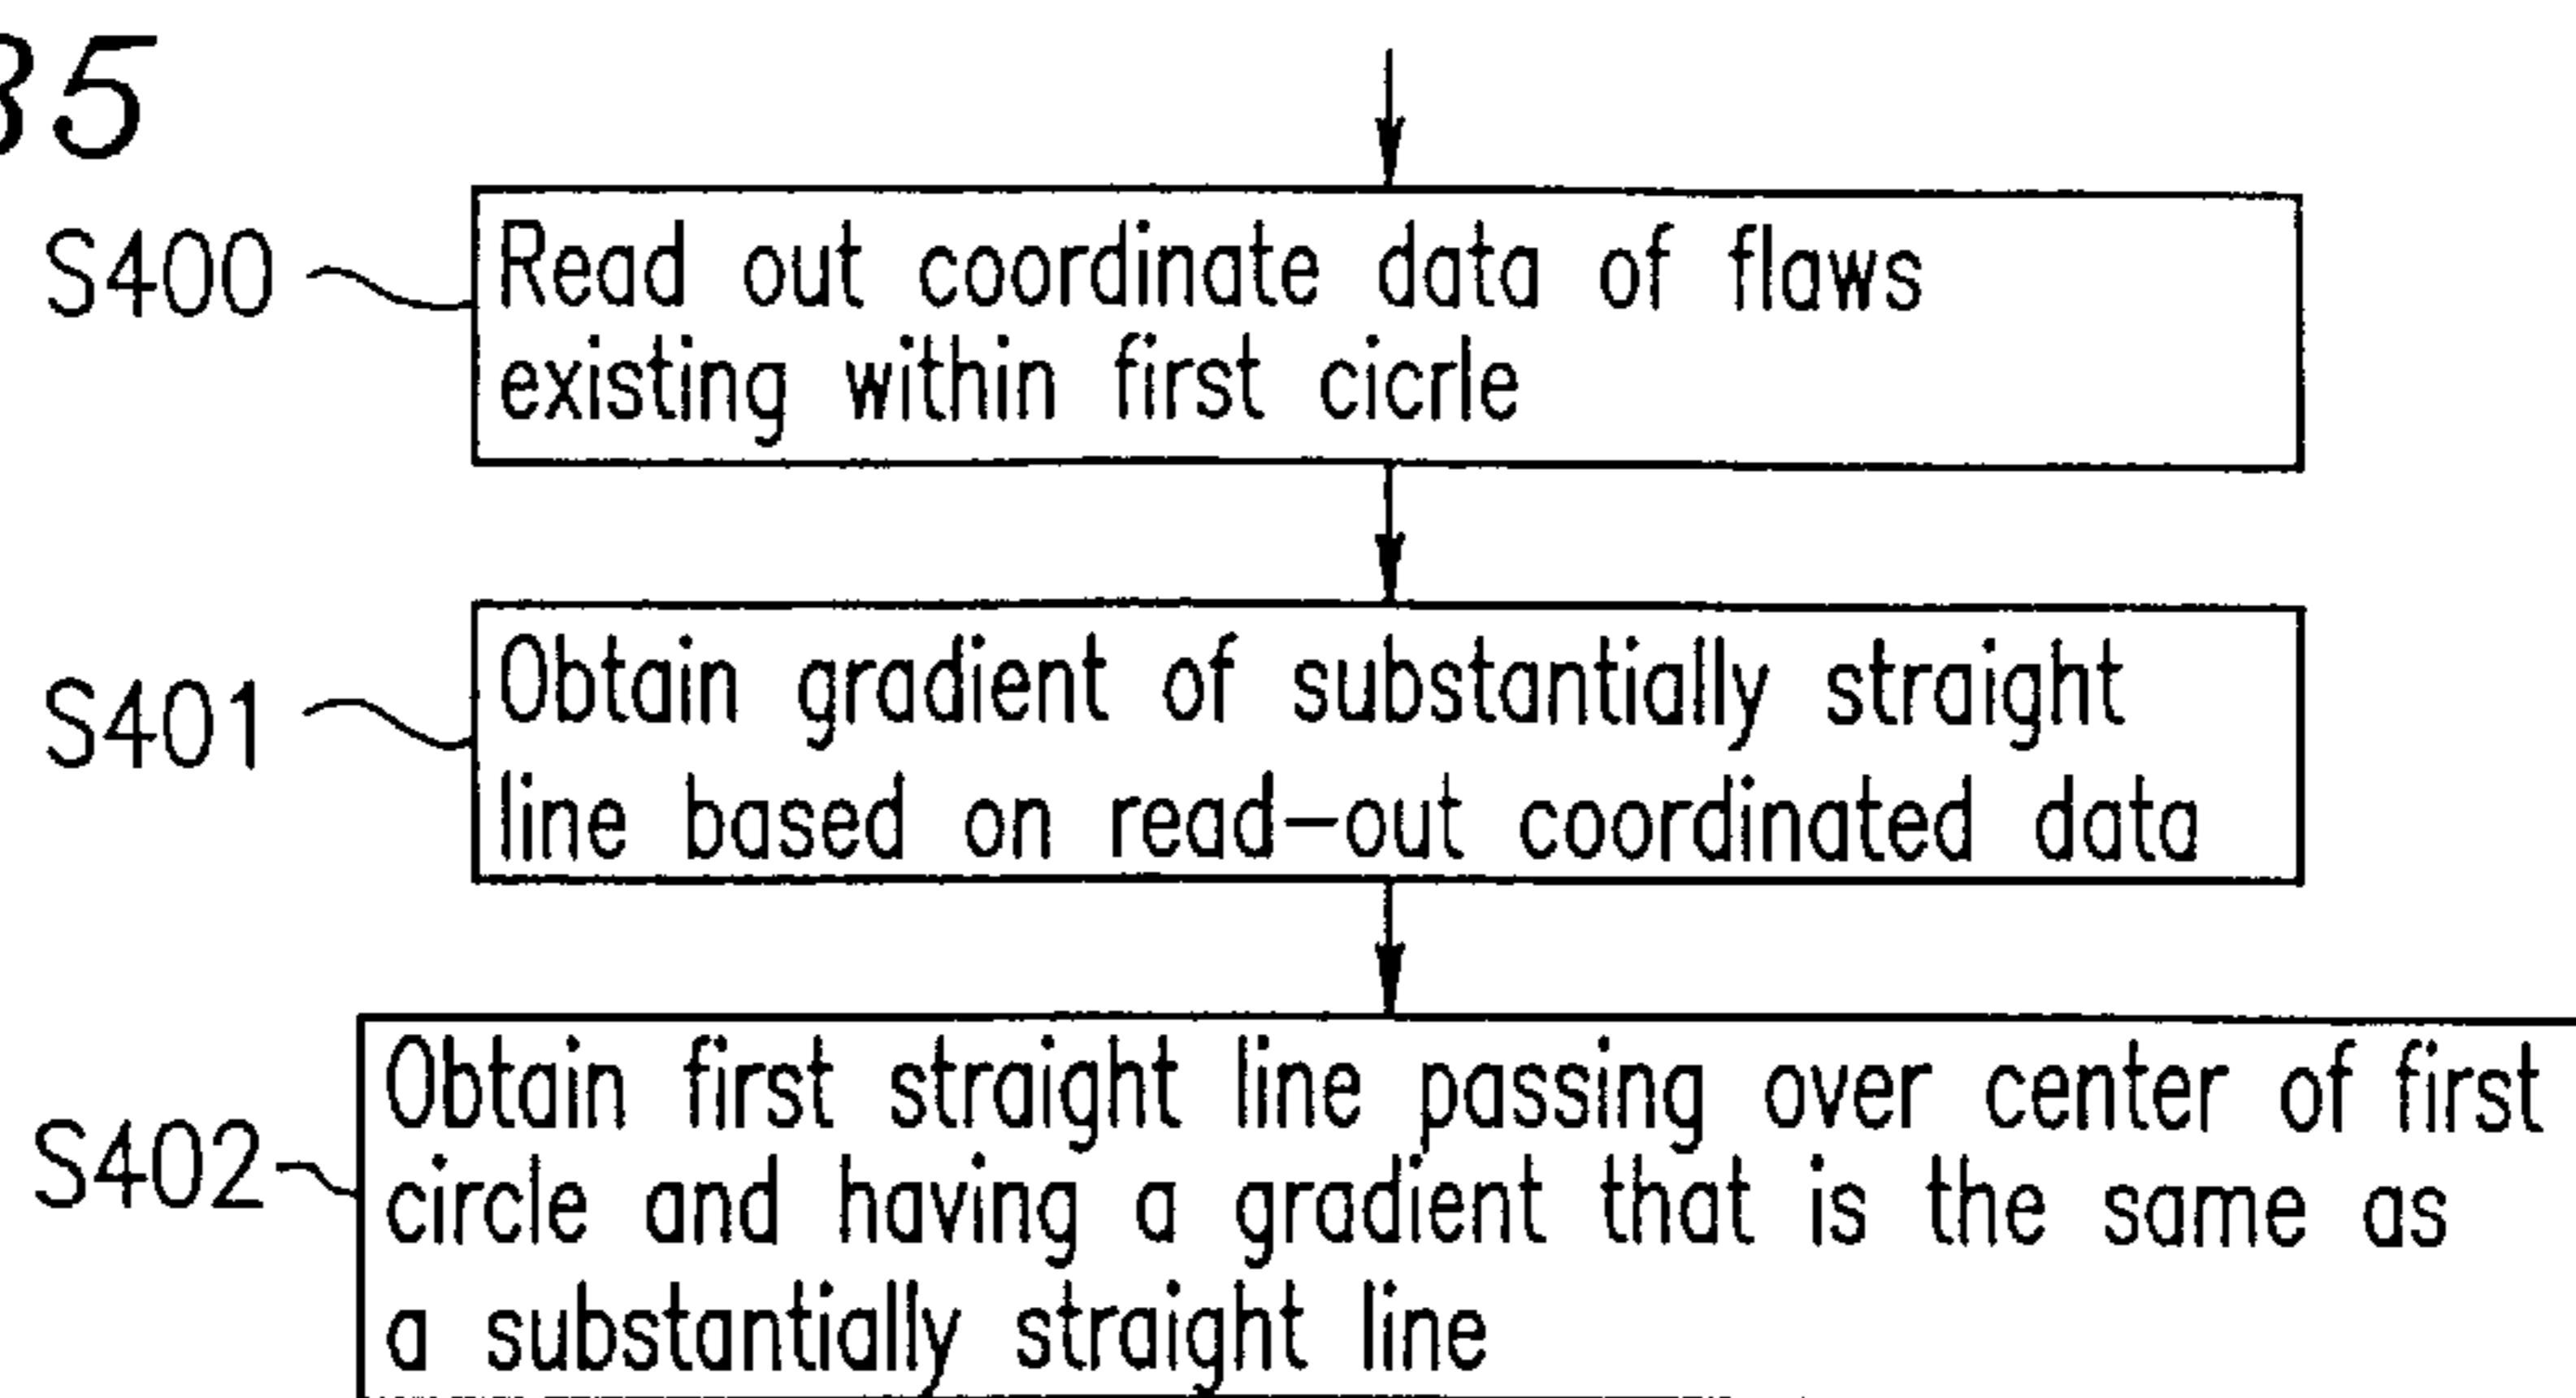 35
S400
Read out coordinate data of flaws
existing within first cicrle
S401
Obtain gradient of substantially straight
line based on read-out coordinated data
S402
Obtain first straight line passing over center of first
circle and having a gradient that is the same as
a substantially straight line